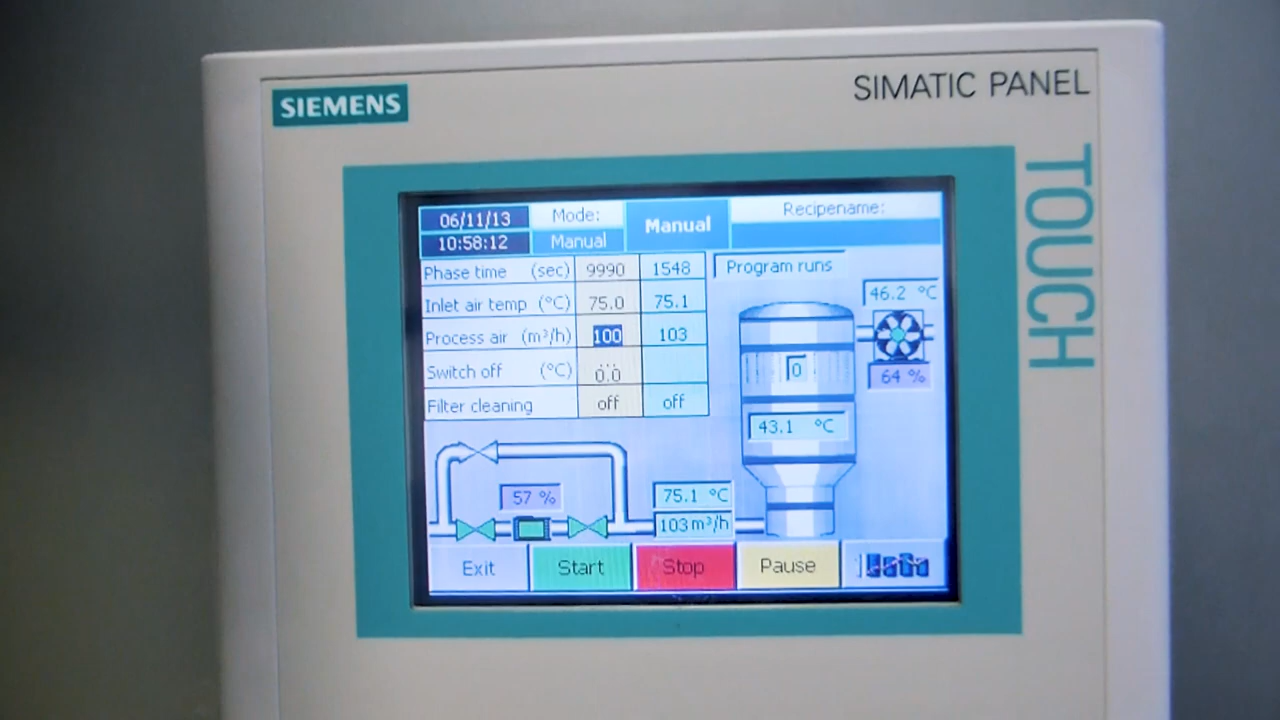 SIEMENS
SIMATIC PANEL
TOUCH
06/11/13
10:58:12
Mode:
Manual
Manual
Recipename:
Phase time (sec) 9990 1548
Inlet air temp (°C) 75.0 75.1
Process air (m³/h) 100 103
Switch off (°C) 0.0
Filter cleaning off off
Program runs
46.2 °C
64 %
0
43.1 °C
57 %
75.1 °C
103 m³/h
Exit
Start
Stop
Pause